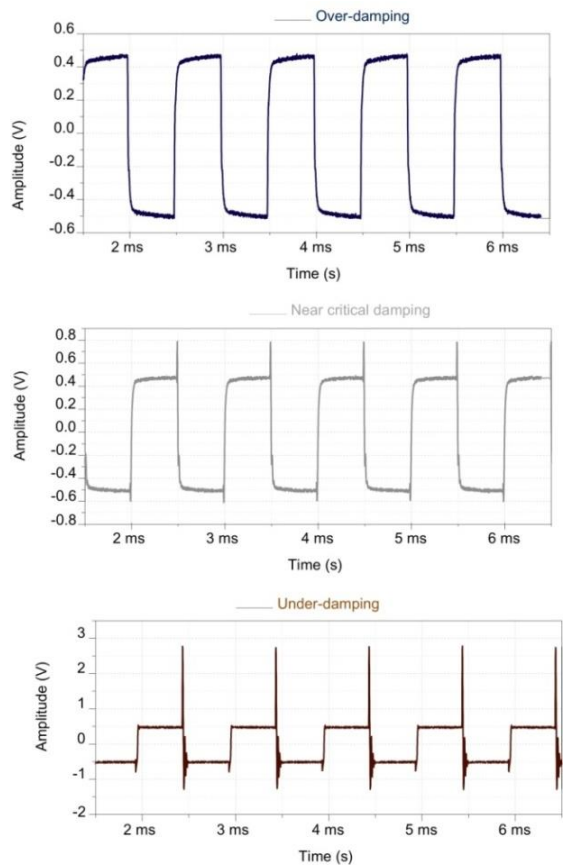 Over-damping
Amplitude (V)
0.6
0.4
0.2
0.0
-0.2
-0.4
-0.6
2 ms 3 ms 4 ms 5 ms 6 ms
Time (s)
Near critical damping
Amplitude (V)
0.8
0.6
0.4
0.2
0.0
-0.2
-0.4
-0.6
-0.8
2 ms 3 ms 4 ms 5 ms 6 ms
Time (s)
Under-damping
Amplitude (V)
3
2
1
0
-1
-2
2 ms 3 ms 4 ms 5 ms 6 ms
Time (s)